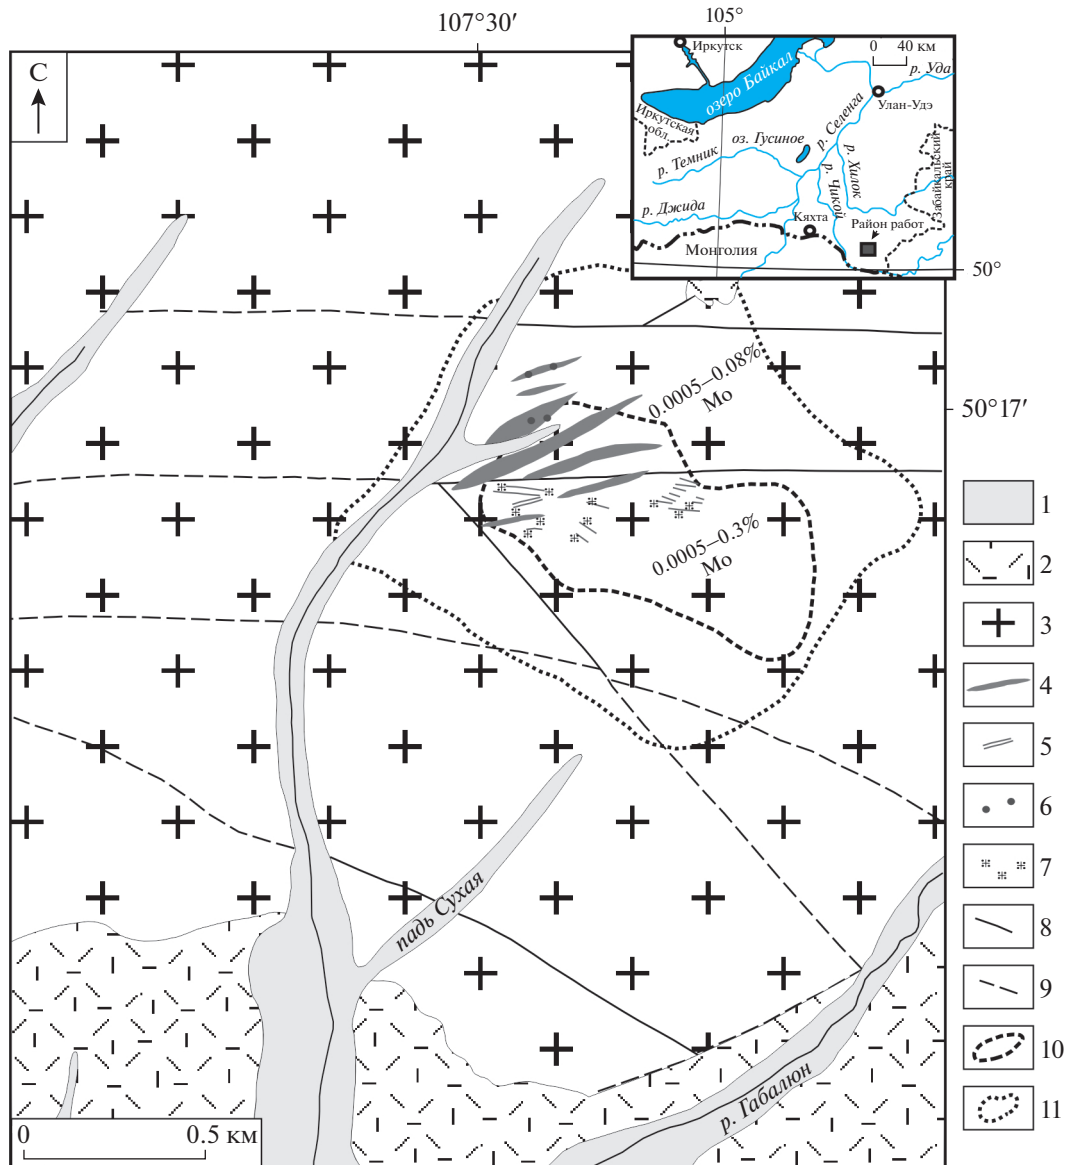 107°30′
105°
С
Иркутск
0 40 км
р. Уда
озеро Байкал
Улан-Удэ
Иркутская
обл.
р. Селенга
оз. Гусиное
р. Темник
р. Хилок
р. Чикой
Забайкальский
край
р. Джида
Кяхта
Район работ
Монголия
50°
0.0005–0.08%
Mo
50°17′
0.0005–0.3%
Mo
падь Сухая
р. Габалюн
0 0.5 км
1
2
3
4
5
6
7
8
9
10
11